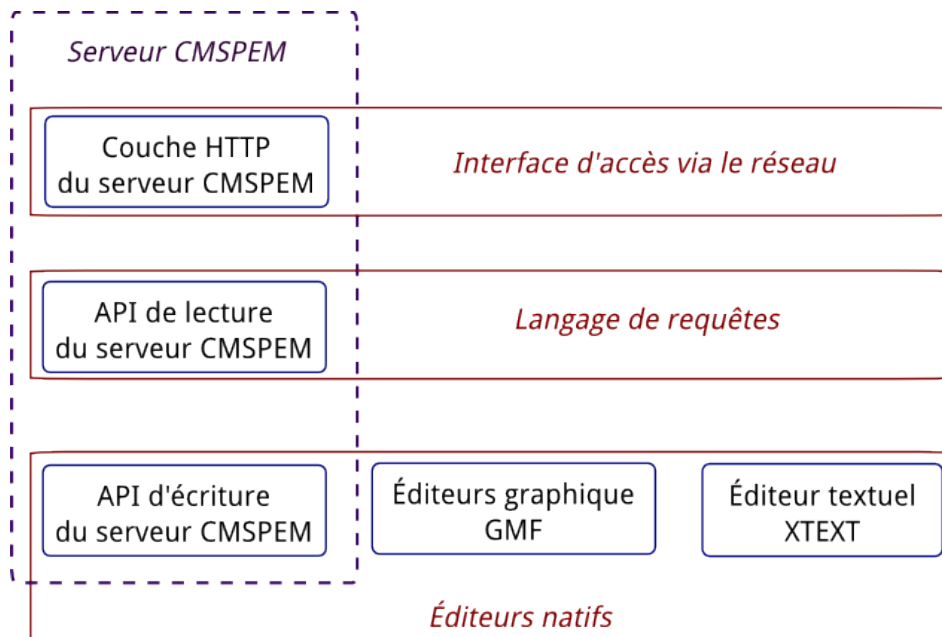 Serveur CMSPEM
Couche HTTP
du serveur CMSPEM
Interface d'accès via le réseau
API de lecture
du serveur CMSPEM
Langage de requêtes
API d'écriture
du serveur CMSPEM
Éditeurs graphique
GMF
Éditeur textuel
XTEXT
Éditeurs natifs